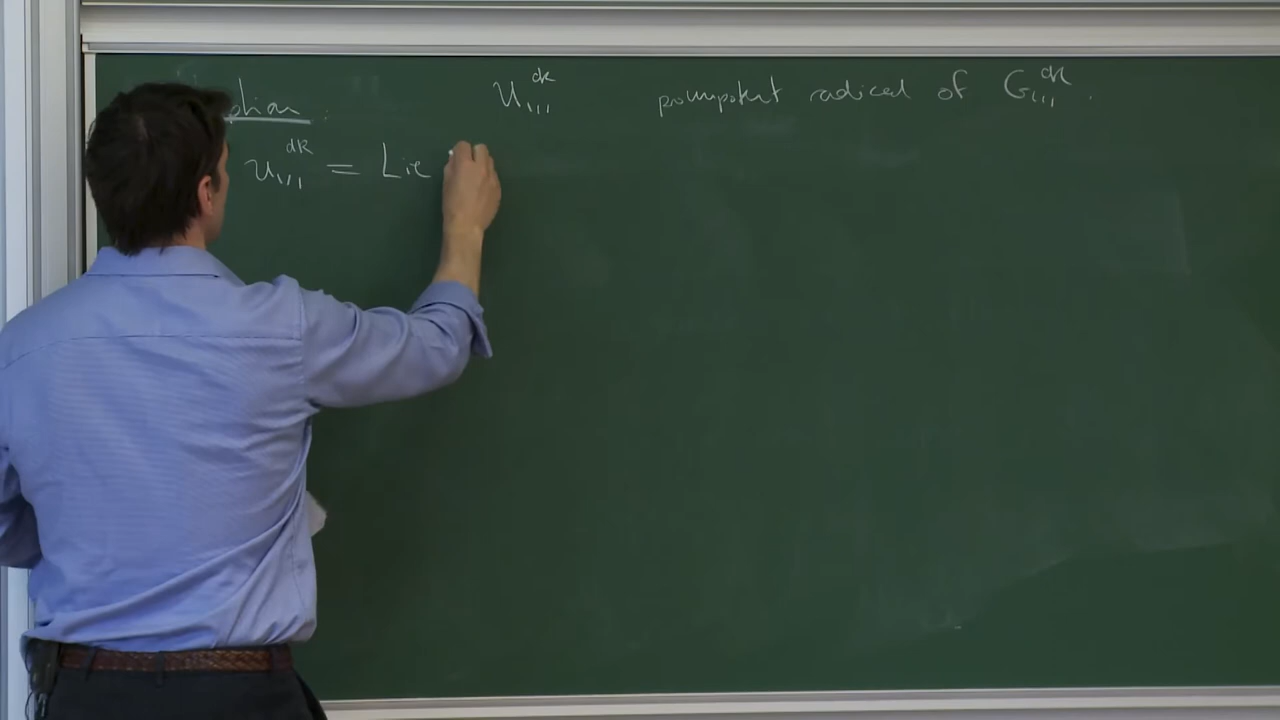 U₁,₁^dR prounipotent radical of G₁,₁^dR.
u₁,₁^dR = Lie